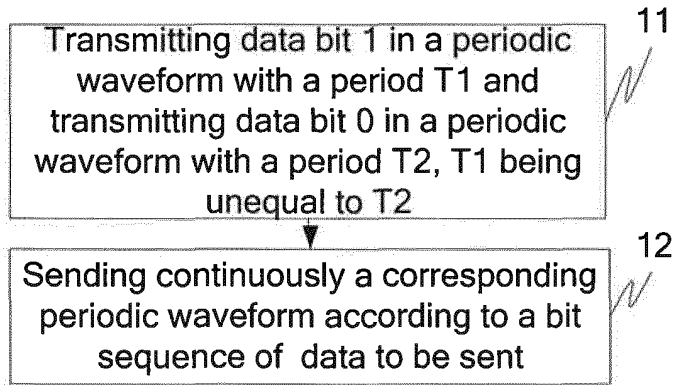 11
Transmitting data bit 1 in a periodic
waveform with a period T1 and
transmitting data bit 0 in a periodic
waveform with a period T2, T1 being
unequal to T2
12
Sending continuously a corresponding
periodic waveform according to a bit
sequence of data to be sent